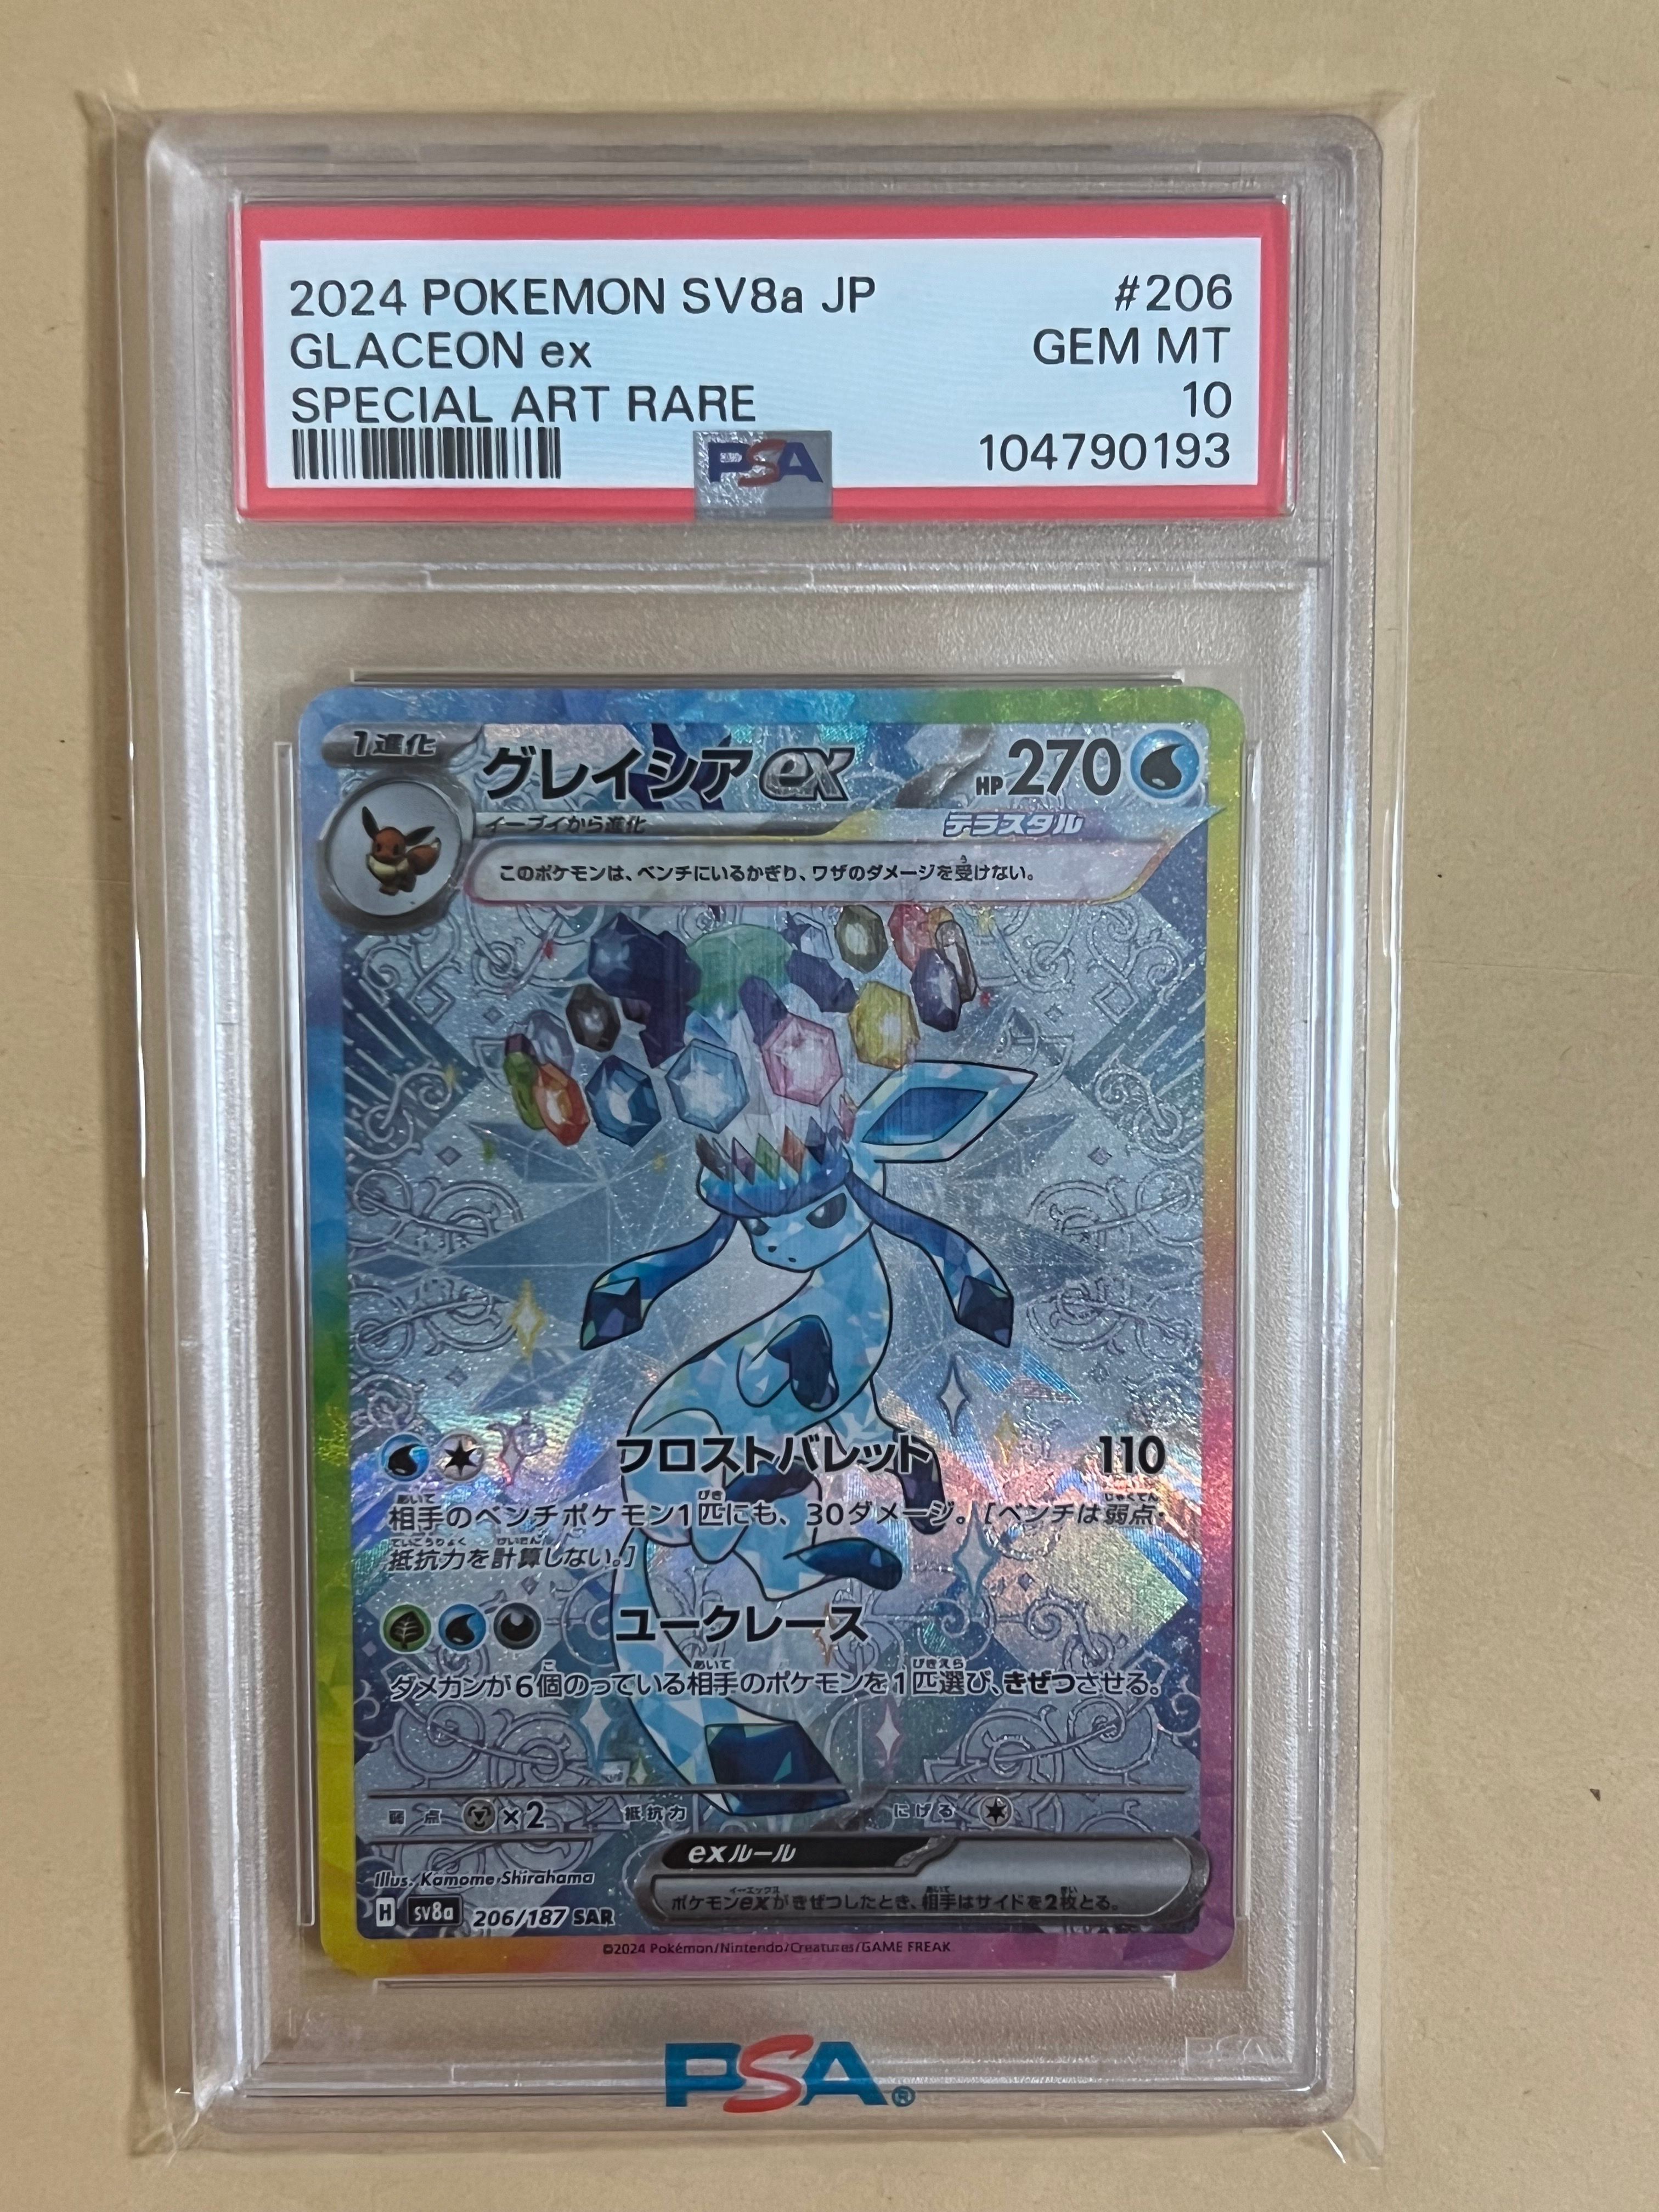 2024 POKEMON SV8a JP #206
GLACEON ex GEM MT
SPECIAL ART RARE 10
PSA 104790193
1進化 グレイシアex HP270
イーブイから進化 テラスタル
このポケモンは、ベンチにいるかぎり、ワザのダメージを受けない。
フロストバレット 110
相手のベンチポケモン1匹にも、30ダメージ。[ベンチは弱点・
抵抗力を計算しない。]
ユークレース
ダメカンが6個のっている相手のポケモンを1匹選び、きぜつさせる。
弱点 ×2 抵抗力 にげる
exルール
Illus. Kamome Shirahama
ポケモンexがきぜつしたとき、相手はサイドを2枚とる。
H SV8a 206/187 SAR
©2024 Pokémon/Nintendo/Creatures/GAME FREAK
PSA®